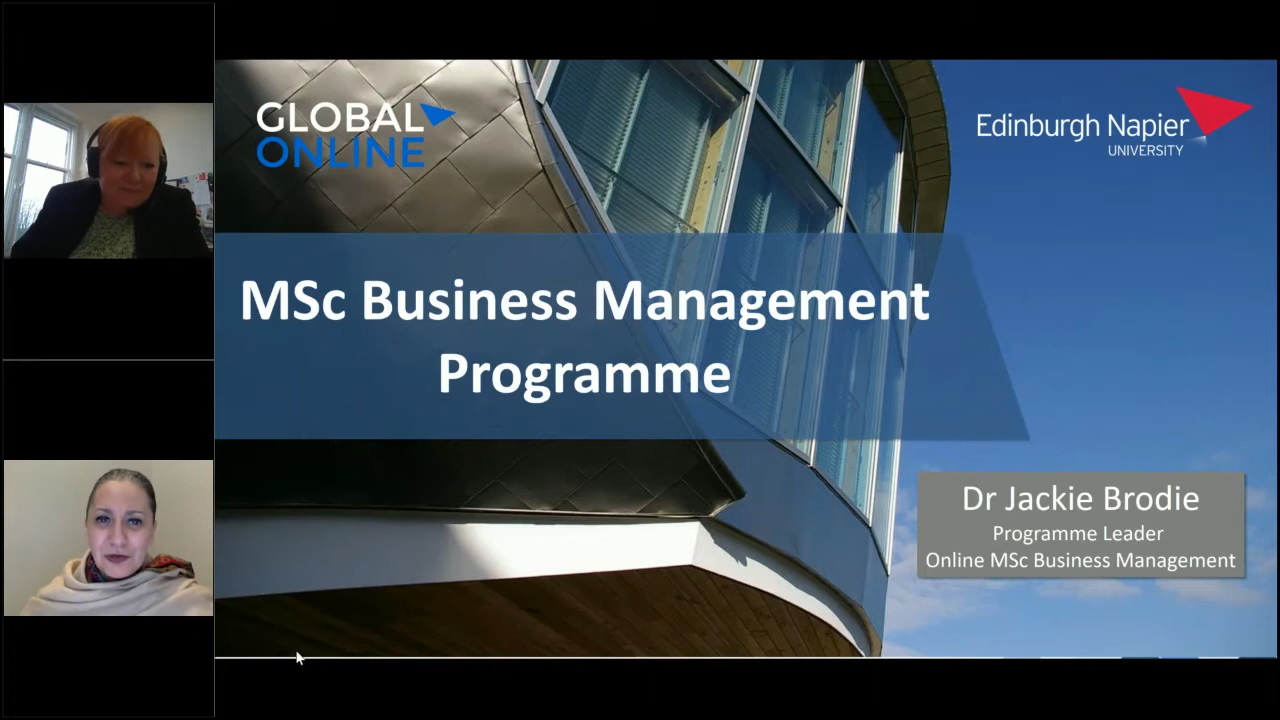 GLOBAL
ONLINE
Edinburgh Napier
UNIVERSITY
MSc Business Management
Programme
Dr Jackie Brodie
Programme Leader
Online MSc Business Management